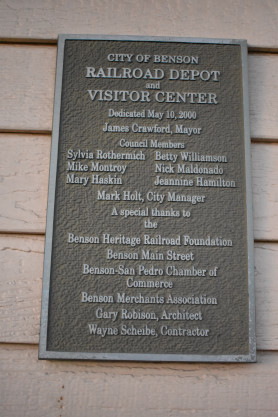 CITY OF BENSON
RAILROAD DEPOT
and
VISITOR CENTER
Dedicated May 10, 2000
James Crawford, Mayor
Council Members
Sylvia Rothermich Betty Williamson
Mike Montroy Nick Maldonado
Mary Haskin Jeannine Hamilton
Mark Holt, City Manager
A special thanks to
the
Benson Heritage Railroad Foundation
Benson Main Street
Benson-San Pedro Chamber of
Commerce
Benson Merchants Association
Gary Robison, Architect
Wayne Scheibe, Contractor